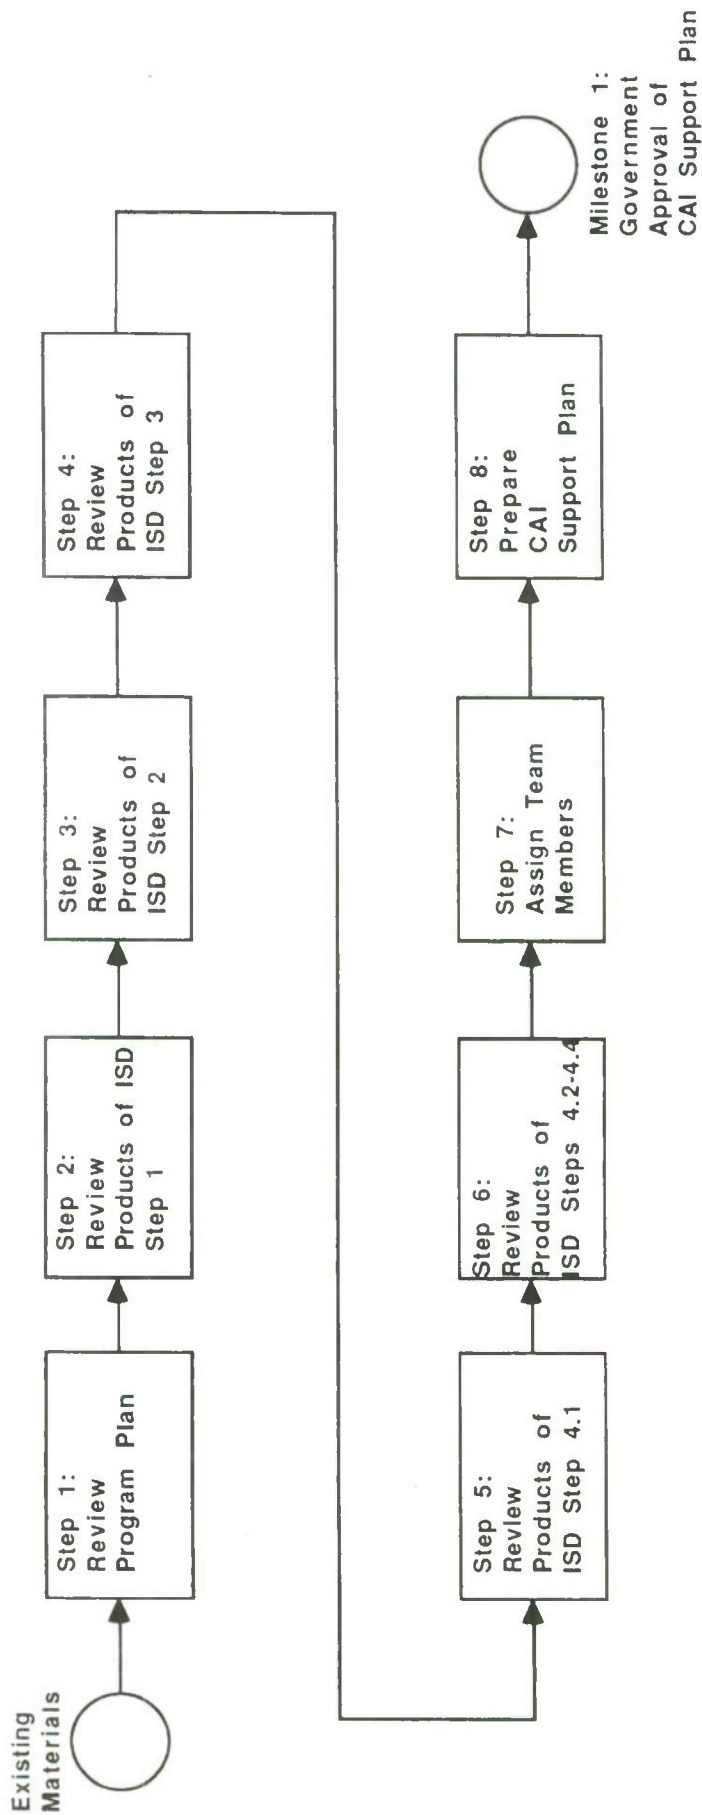 Existing
Materials
Step 1:
Review
Program Plan
Step 2:
Review
Products of ISD
Step 1
Step 3:
Review
Products of
ISD Step 2
Step 4:
Review
Products of
ISD Step 3
Step 5:
Review
Products of
ISD Step 4.1
Step 6:
Review
Products of
ISD Steps 4.2-4.4
Step 7:
Assign Team
Members
Step 8:
Prepare
CAI
Support Plan
Milestone 1:
Government
Approval of
CAI Support Plan